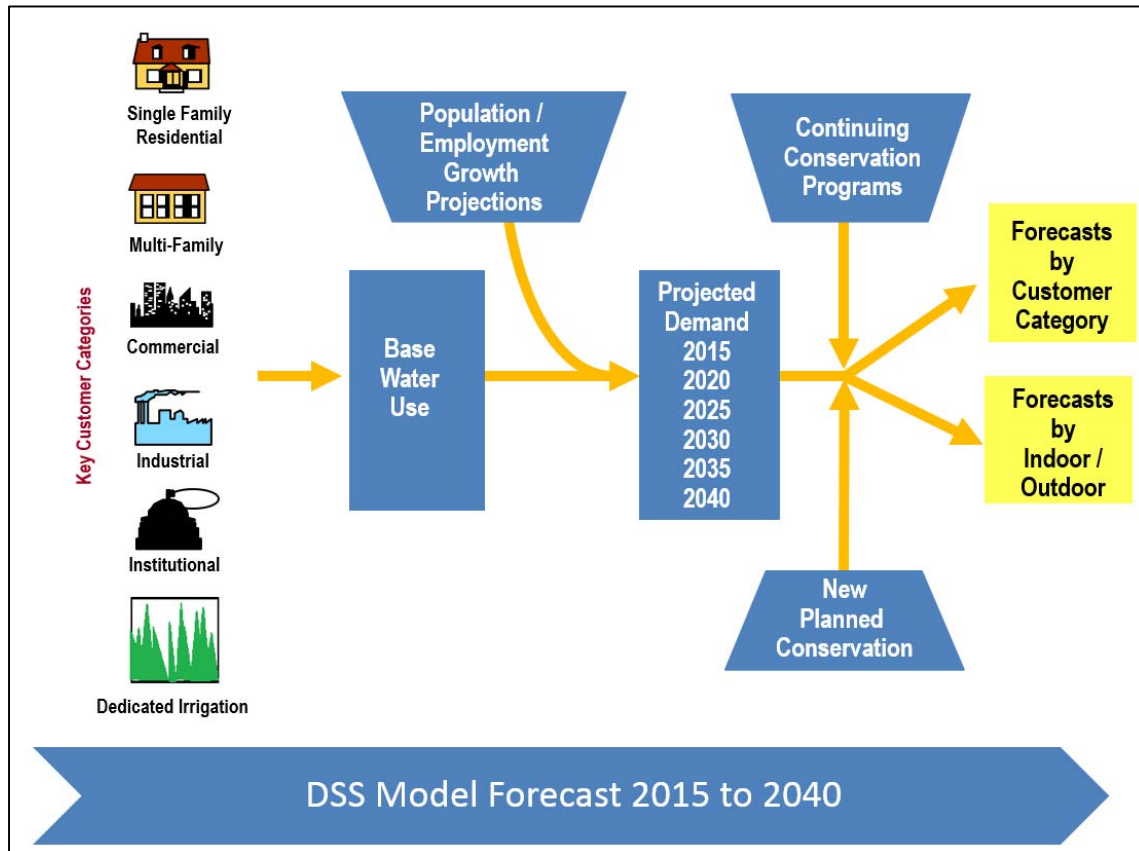 Key Customer Categories
Single Family
Residential
Multi-Family
Commercial
Industrial
Institutional
Dedicated Irrigation
Base
Water
Use
Population /
Employment
Growth
Projections
Projected
Demand
2015
2020
2025
2030
2035
2040
Continuing
Conservation
Programs
New
Planned
Conservation
Forecasts
by
Customer
Category
Forecasts
by
Indoor /
Outdoor
DSS Model Forecast 2015 to 2040